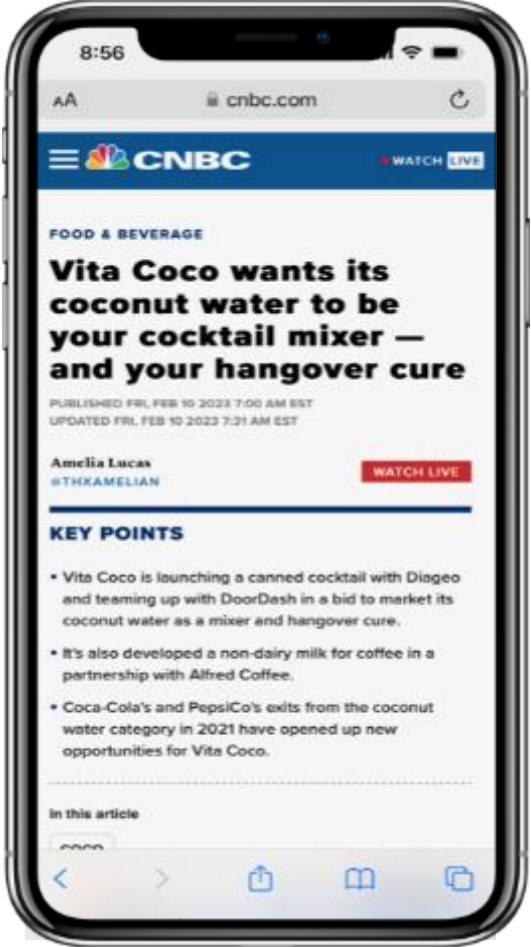 8:56
AA cnbc.com
CNBC WATCH LIVE
FOOD & BEVERAGE
Vita Coco wants its
coconut water to be
your cocktail mixer —
and your hangover cure
PUBLISHED FRI, FEB 10 2023 7:00 AM EST
UPDATED FRI, FEB 10 2023 7:21 AM EST
Amelia Lucas
@THXAMELIAN
WATCH LIVE
KEY POINTS
• Vita Coco is launching a canned cocktail with Diageo
and teaming up with DoorDash in a bid to market its
coconut water as a mixer and hangover cure.
• It's also developed a non-dairy milk for coffee in a
partnership with Alfred Coffee.
• Coca-Cola's and PepsiCo's exits from the coconut
water category in 2021 have opened up new
opportunities for Vita Coco.
In this article
COCO